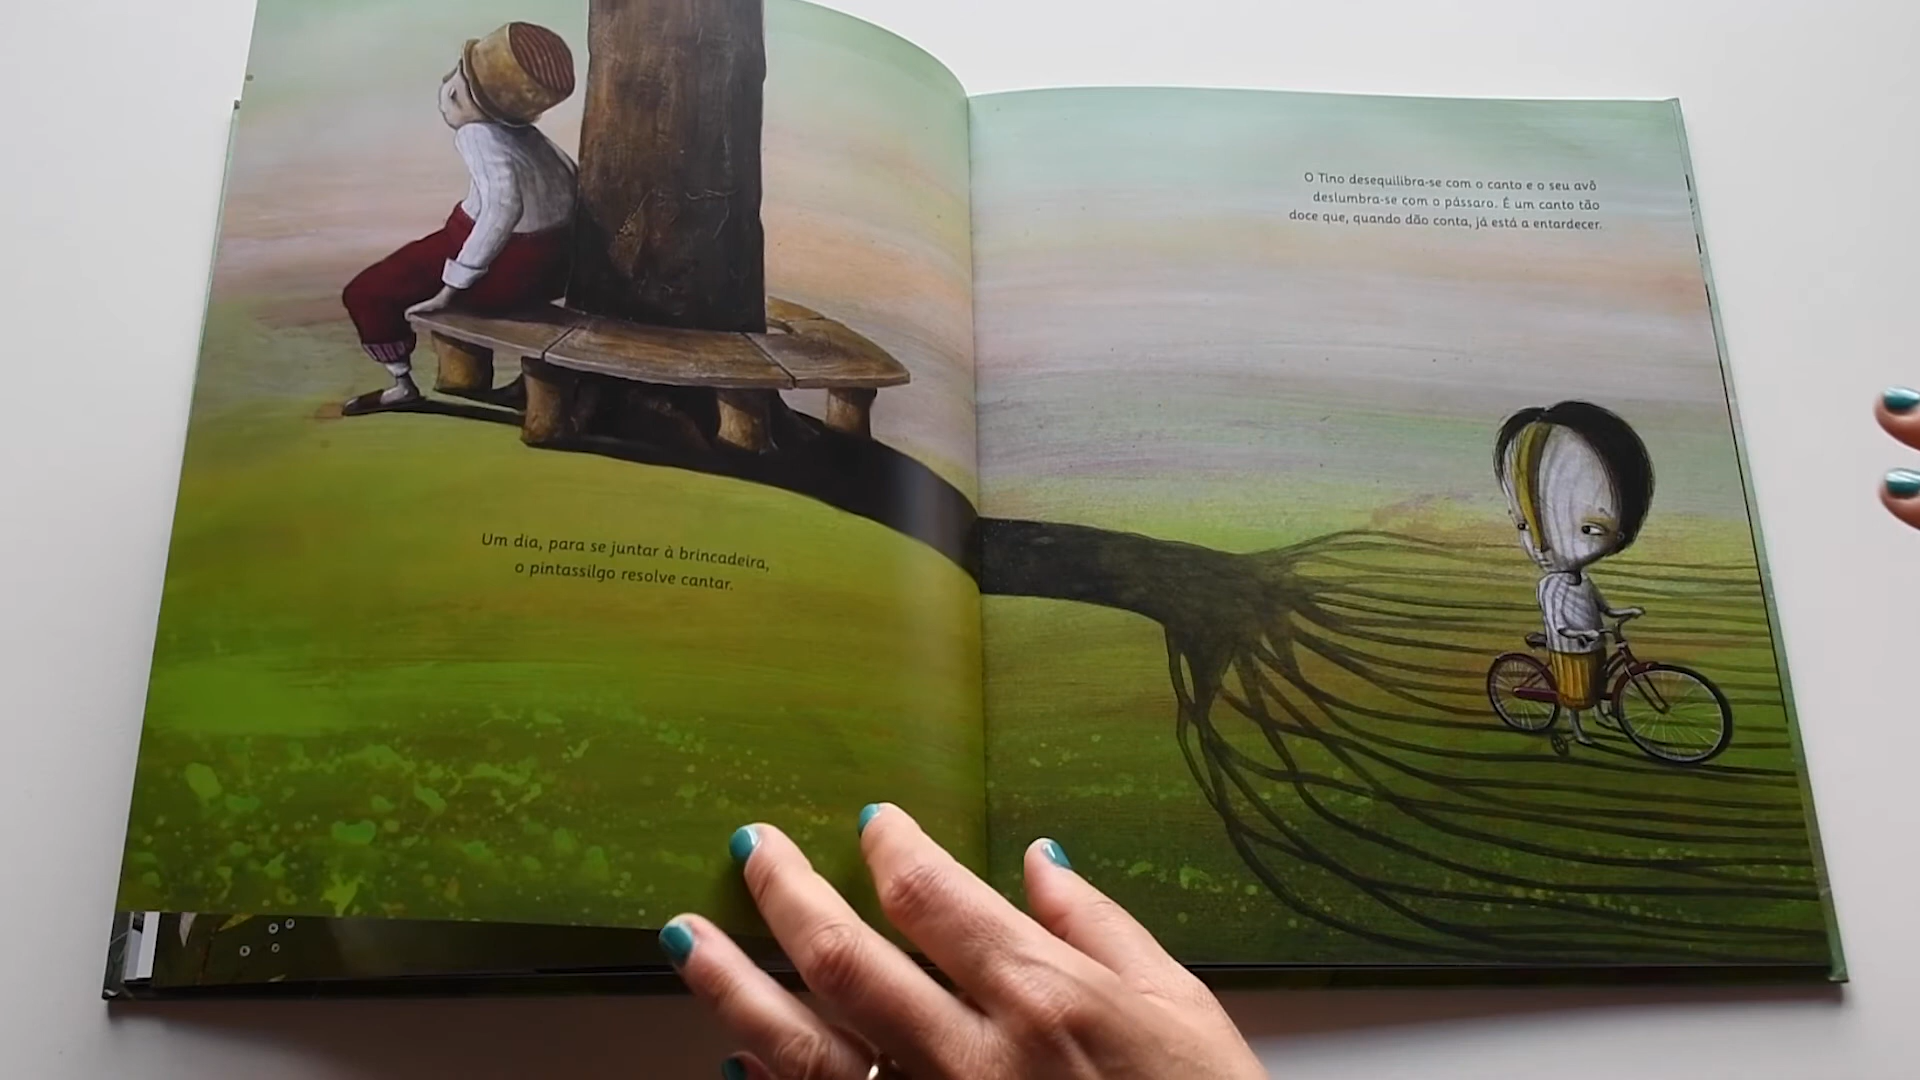 Um dia, para se juntar à brincadeira,
o pintassilgo resolve cantar.
O Tino desequilibra-se com o canto e o seu avô
deslumbra-se com o pássaro. É um canto tão
doce que, quando dão conta, já está a entardecer.